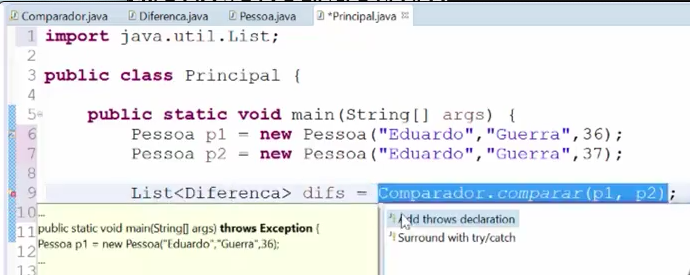 Comparador.java Diferenca.java Pessoa.java *Principal.java
1 import java.util.List;
2
3 public class Principal {
4
5 public static void main(String[] args) {
6 Pessoa p1 = new Pessoa("Eduardo","Guerra",36);
7 Pessoa p2 = new Pessoa("Eduardo","Guerra",37);
8
9 List<Diferenca> difs = Comparador.comparar(p1, p2);
10
11
12
13
...
public static void main(String[] args) throws Exception {
Pessoa p1 = new Pessoa("Eduardo","Guerra",36);
...
Add throws declaration
Surround with try/catch